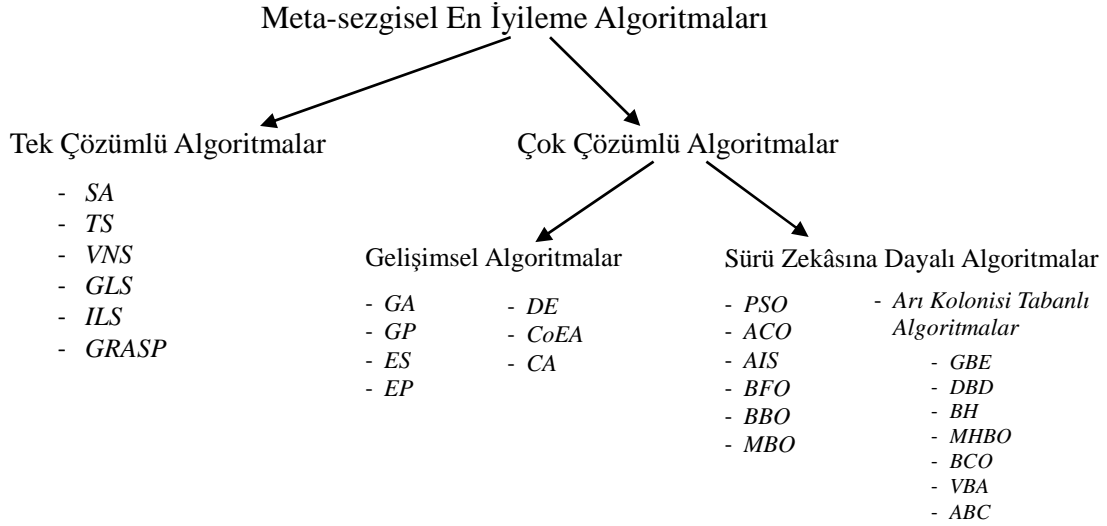 Meta-sezgisel En İyileme Algoritmaları
Tek Çözümlü Algoritmalar
- SA
- TS
- VNS
- GLS
- ILS
- GRASP
Çok Çözümlü Algoritmalar
Gelişimsel Algoritmalar
- GA
- GP
- ES
- EP
- DE
- CoEA
- CA
Sürü Zekâsına Dayalı Algoritmalar
- PSO
- ACO
- AIS
- BFO
- BBO
- MBO
- Arı Kolonisi Tabanlı
Algoritmalar
- GBE
- DBD
- BH
- MHBO
- BCO
- VBA
- ABC